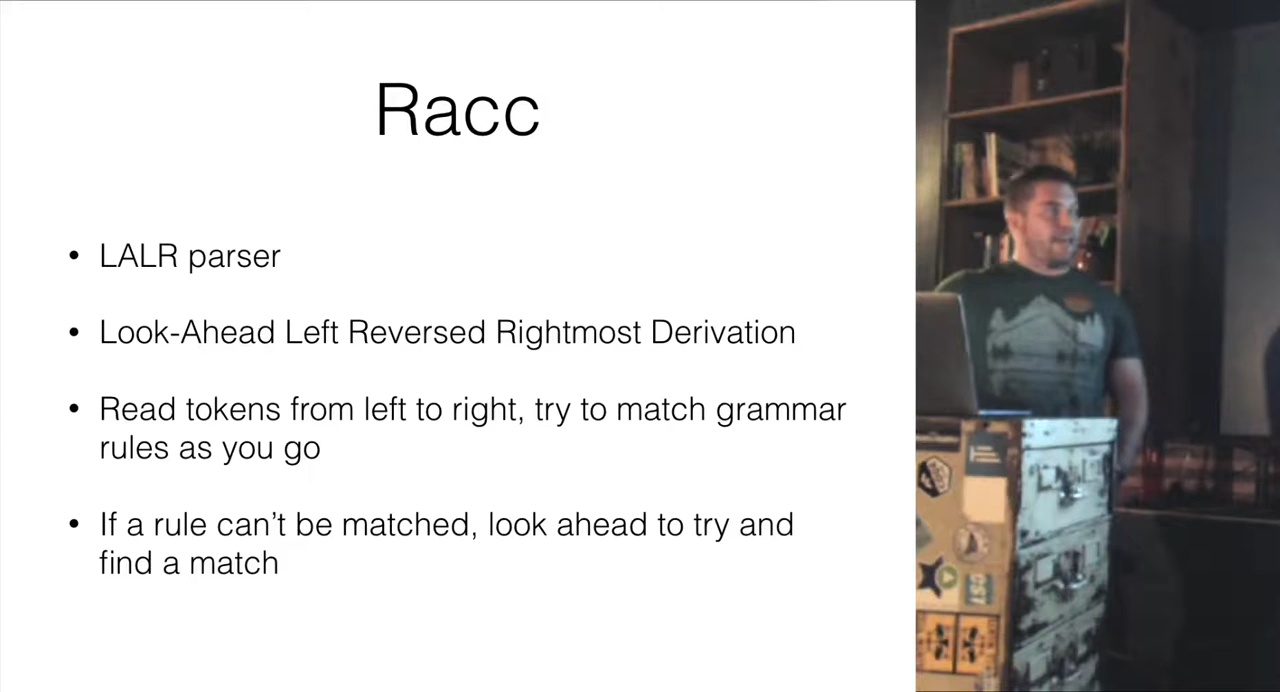 Racc
• LALR parser
• Look-Ahead Left Reversed Rightmost Derivation
• Read tokens from left to right, try to match grammar
rules as you go
• If a rule can’t be matched, look ahead to try and
find a match